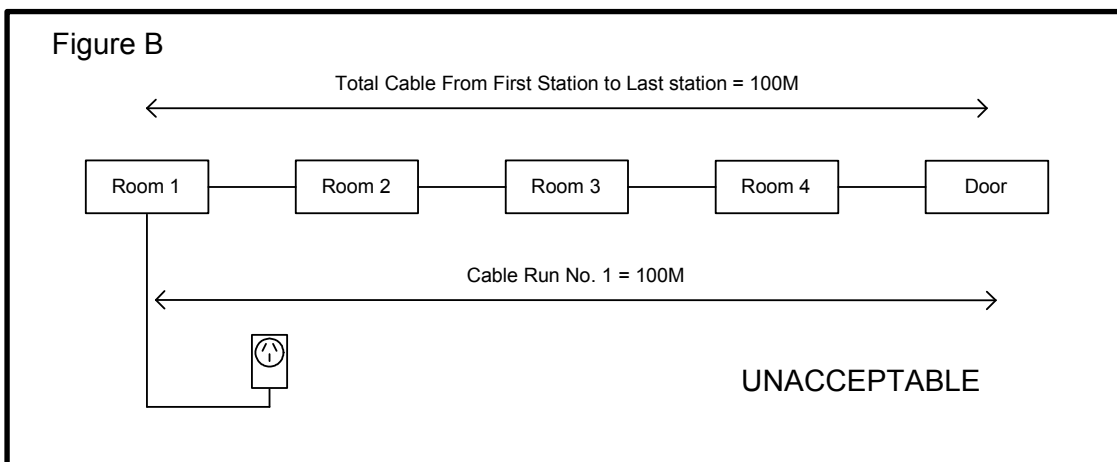 Figure B
Total Cable From First Station to Last station = 100M
Room 1
Room 2
Room 3
Room 4
Door
Cable Run No. 1 = 100M
UNACCEPTABLE